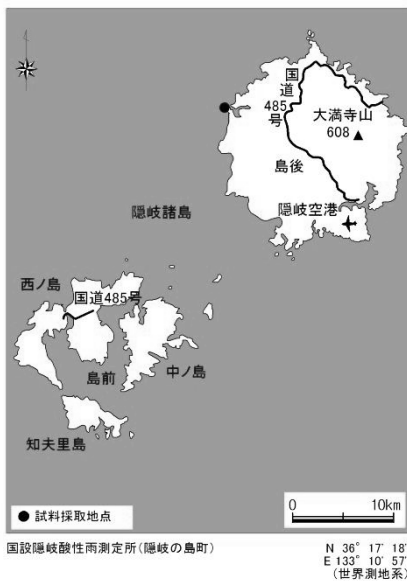 国道
485
号
大満寺山
608
島後
隠岐空港
隠岐諸島
西ノ島
国道485号
島前
中ノ島
知夫里島
0 10km
● 試料採取地点
国設隠岐酸性雨測定所(隠岐の島町)
N 36° 17′ 18″
E 133° 10′ 57″
(世界測地系)